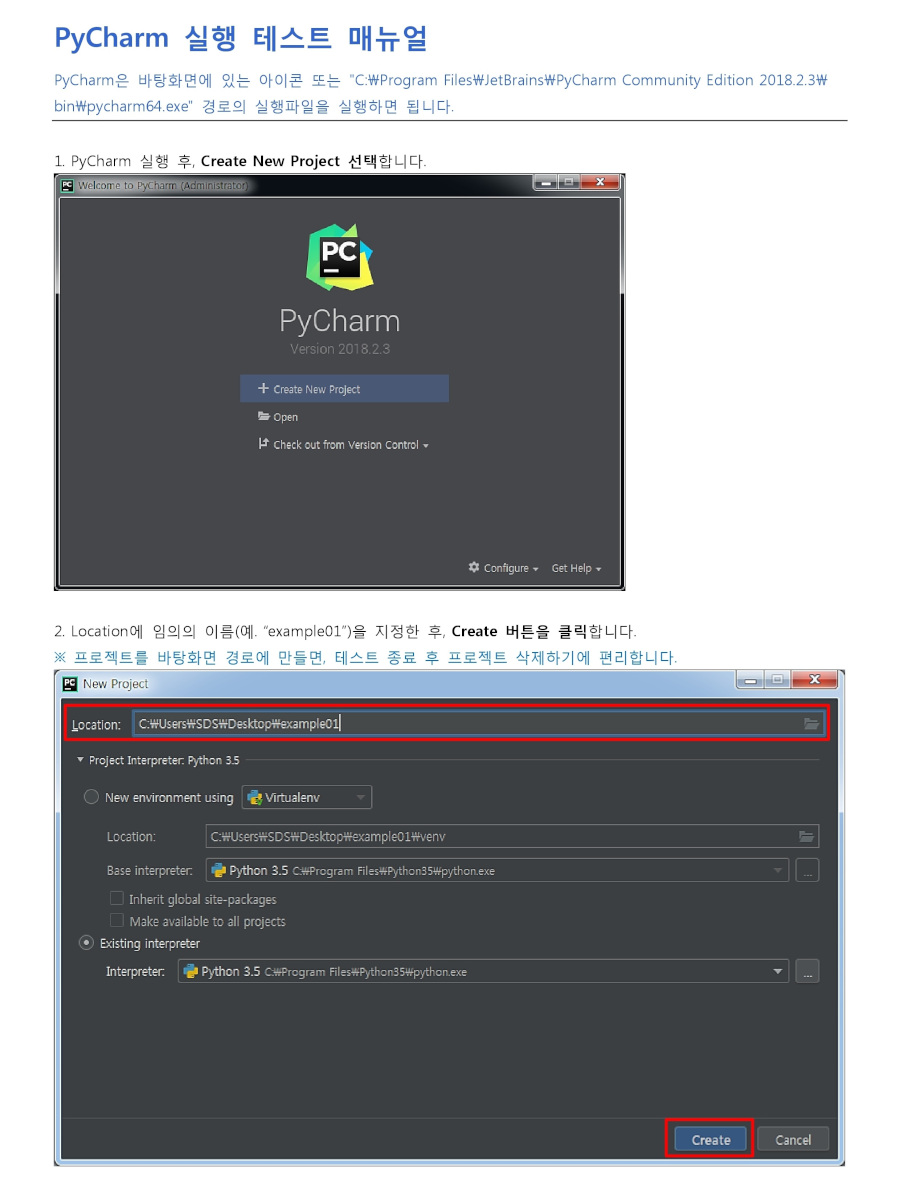 PyCharm 실행 테스트 매뉴얼
PyCharm은 바탕화면에 있는 아이콘 또는 "C:₩Program Files₩JetBrains₩PyCharm Community Edition 2018.2.3₩
bin₩pycharm64.exe" 경로의 실행파일을 실행하면 됩니다.
1. PyCharm 실행 후, Create New Project 선택합니다.
PC Welcome to PyCharm (Administrator)
PC
PyCharm
Version 2018.2.3
Create New Project
Open
Check out from Version Control
Configure Get Help
2. Location에 임의의 이름(예. “example01”)을 지정한 후, Create 버튼을 클릭합니다.
※ 프로젝트를 바탕화면 경로에 만들면, 테스트 종료 후 프로젝트 삭제하기에 편리합니다.
PC New Project
Location: C:₩Users₩SDS₩Desktop₩example01
Project Interpreter: Python 3.5
New environment using Virtualenv
Location: C:₩Users₩SDS₩Desktop₩example01₩venv
Base interpreter: Python 3.5 C:₩Program Files₩Python35₩python.exe ...
Inherit global site-packages
Make available to all projects
Existing interpreter
Interpreter: Python 3.5 C:₩Program Files₩Python35₩python.exe ...
Create Cancel